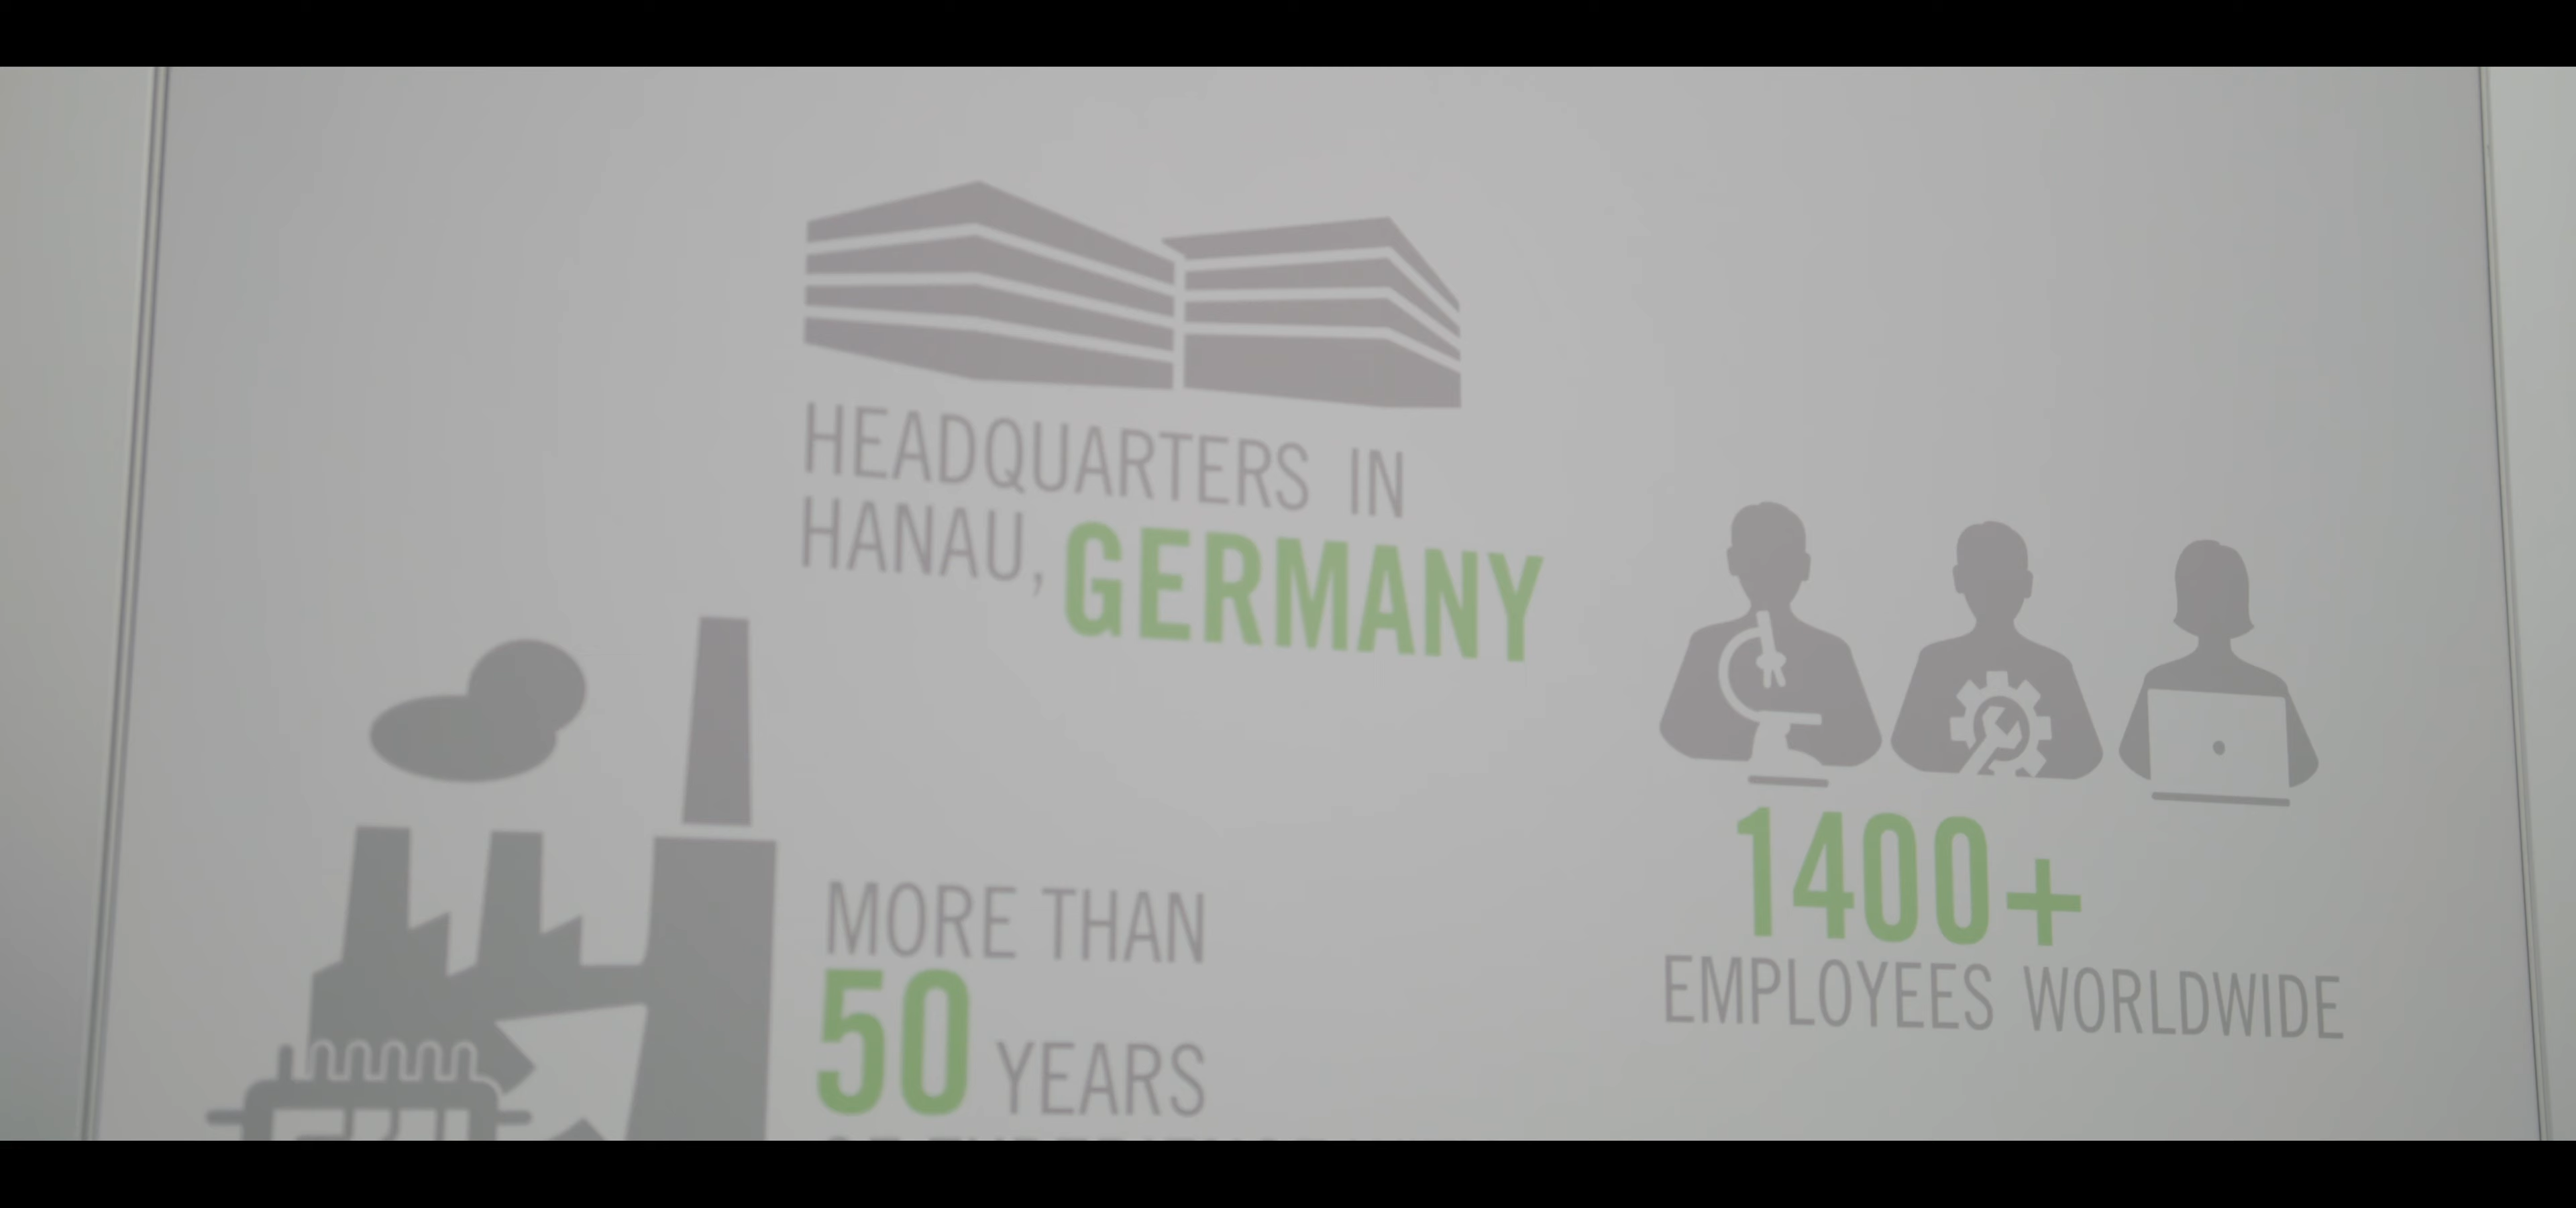 HEADQUARTERS IN
HANAU, GERMANY
1400+
EMPLOYEES WORLDWIDE
MORE THAN
50 YEARS